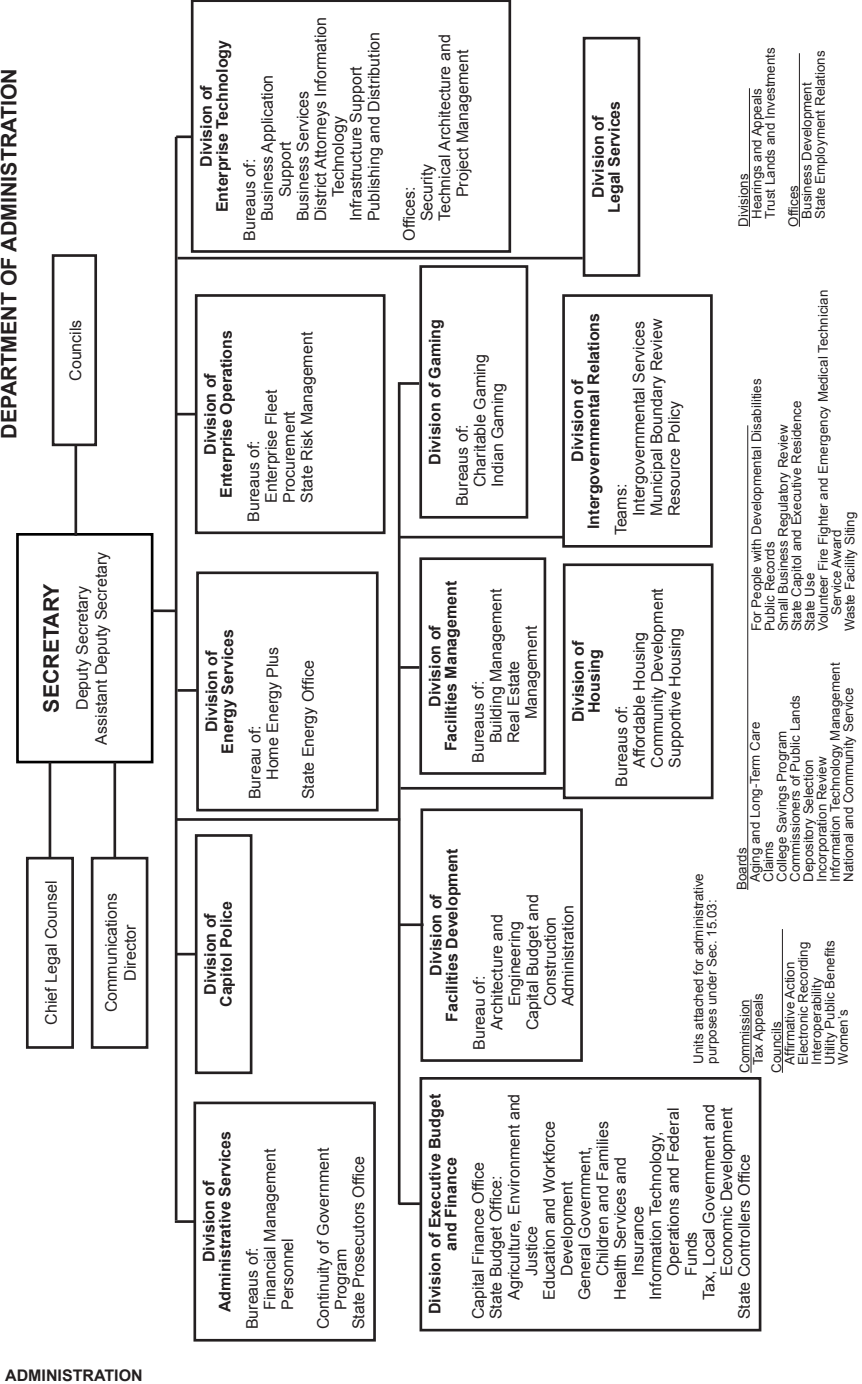 ADMINISTRATION
DEPARTMENT OF ADMINISTRATION
Chief Legal Counsel
Communications
Director
SECRETARY
Deputy Secretary
Assistant Deputy Secretary
Councils
Division of
Administrative Services
Bureaus of:
Financial Management
Personnel
Continuity of Government
Program
State Prosecutors Office
Division of
Capitol Police
Division of
Energy Services
Bureau of:
Home Energy Plus
State Energy Office
Division of
Enterprise Operations
Bureaus of:
Enterprise Fleet
Procurement
State Risk Management
Division of
Enterprise Technology
Bureaus of:
Business Application
Support
Business Services
District Attorneys Information
Technology
Infrastructure Support
Publishing and Distribution
Offices:
Security
Technical Architecture and
Project Management
Division of Executive Budget
and Finance
Capital Finance Office
State Budget Office:
Agriculture, Environment and
Justice
Education and Workforce
Development
General Government,
Children and Families
Health Services and
Insurance
Information Technology,
Operations and Federal
Funds
Tax, Local Government and
Economic Development
State Controllers Office
Division of
Facilities Development
Bureau of:
Architecture and
Engineering
Capital Budget and
Construction
Administration
Division of
Facilities Management
Bureaus of:
Building Management
Real Estate
Management
Division of Gaming
Bureaus of:
Charitable Gaming
Indian Gaming
Division of
Housing
Bureaus of:
Affordable Housing
Community Development
Supportive Housing
Division of
Intergovernmental Relations
Teams:
Intergovernmental Services
Municipal Boundary Review
Resource Policy
Division of
Legal Services
Units attached for administrative
purposes under Sec. 15.03:
Commission
Tax Appeals
Councils
Affirmative Action
Electronic Recording
Interoperability
Utility Public Benefits
Women's
Boards
Aging and Long-Term Care
Claims
College Savings Program
Commissioners of Public Lands
Depository Selection
Incorporation Review
Information Technology Management
National and Community Service
For People with Developmental Disabilities
Public Records
Small Business Regulatory Review
State Capitol and Executive Residence
State Use
Volunteer Fire Fighter and Emergency Medical Technician
Service Award
Waste Facility Siting
Divisions
Hearings and Appeals
Trust Lands and Investments
Offices
Business Development
State Employment Relations